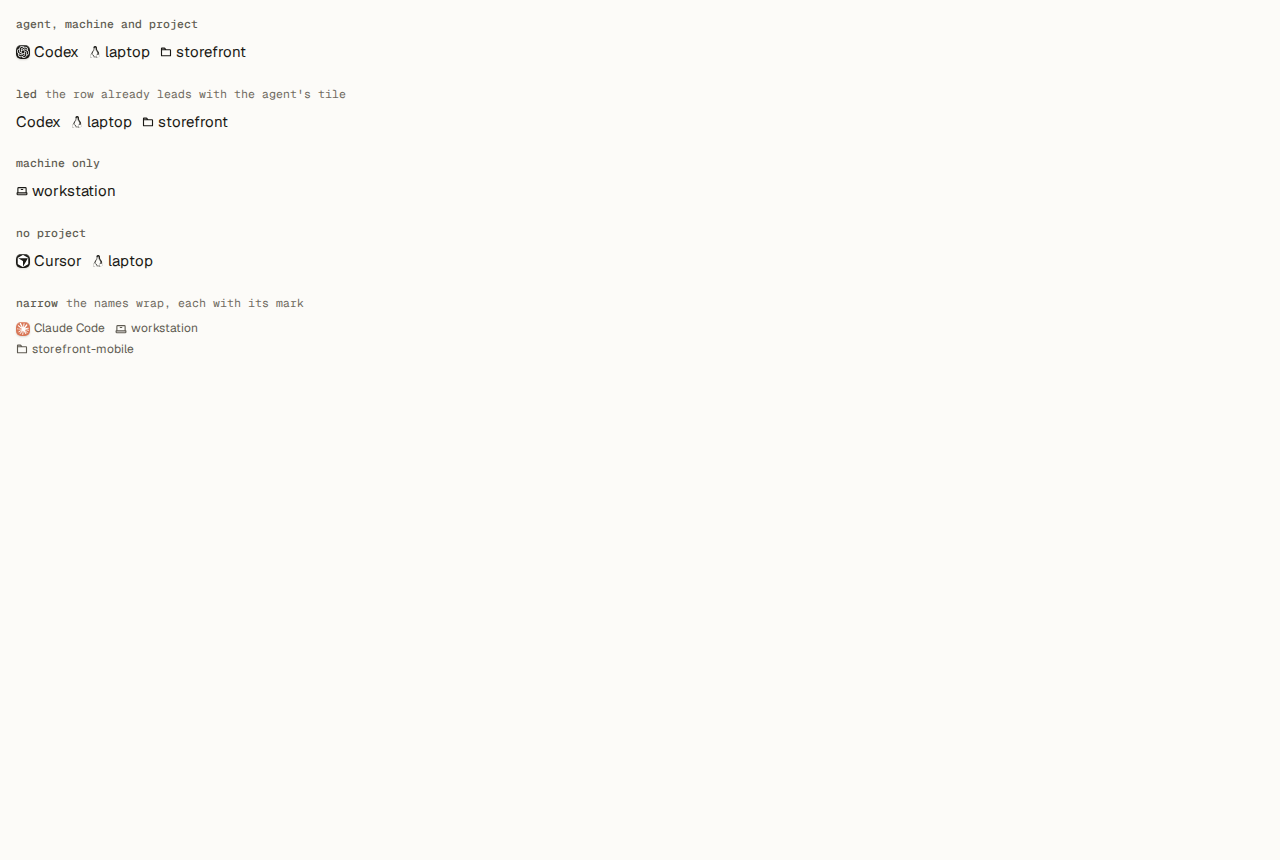 agent, machine and project
Codex laptop storefront
led the row already leads with the agent's tile
Codex laptop storefront
machine only
workstation
no project
Cursor laptop
narrow the names wrap, each with its mark
Claude Code workstation
storefront-mobile